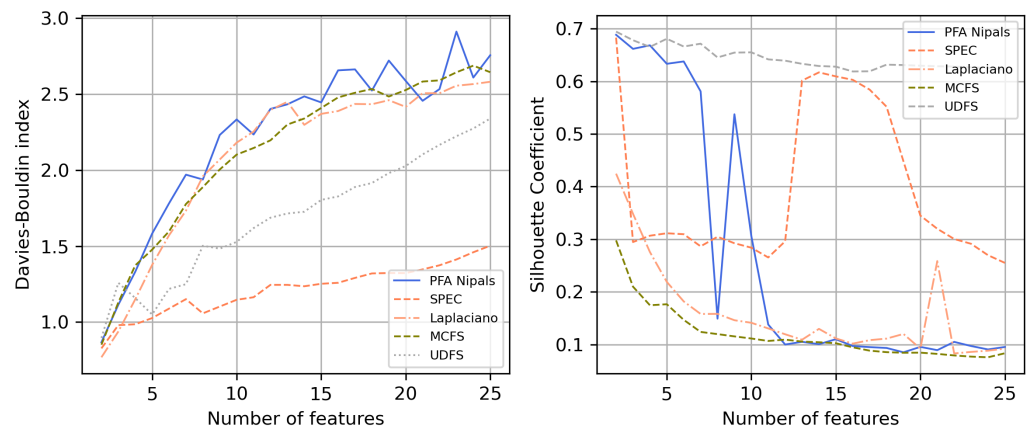 Davies-Bouldin index
3.0
2.5
2.0
1.5
1.0
5
10
15
20
25
Number of features
PFA Nipals
SPEC
Laplaciano
MCFS
UDFS
Silhouette Coefficient
0.7
0.6
0.5
0.4
0.3
0.2
0.1
5
10
15
20
25
Number of features
PFA Nipals
SPEC
Laplaciano
MCFS
UDFS